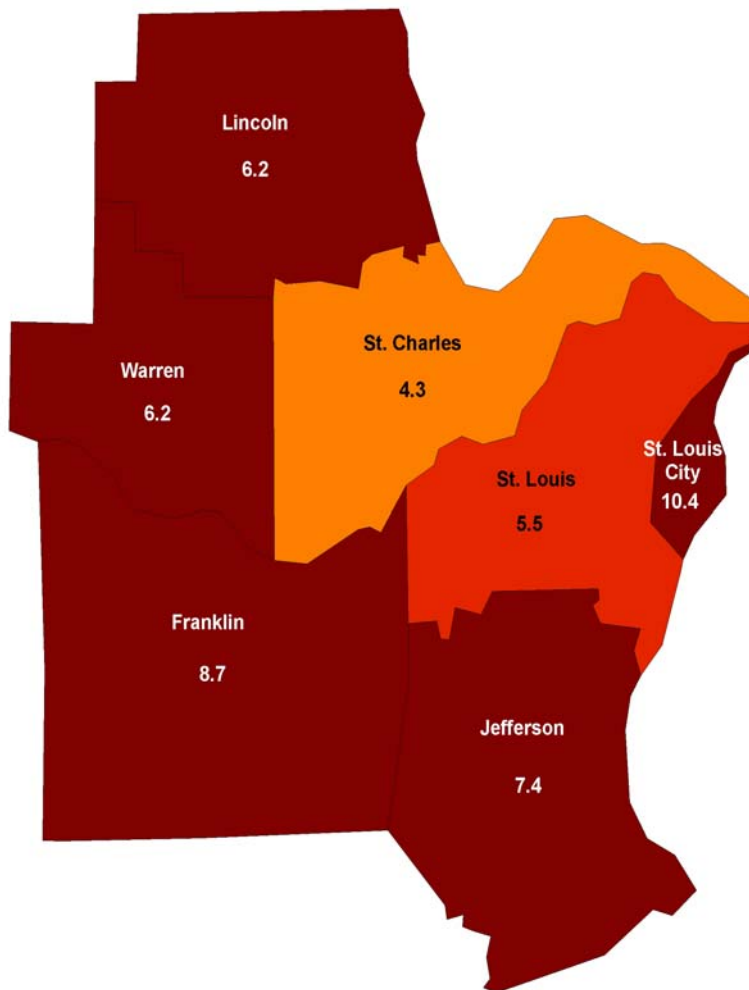 Lincoln
6.2
St. Charles
4.3
Warren
6.2
St. Louis
City
10.4
St. Louis
5.5
Franklin
8.7
Jefferson
7.4